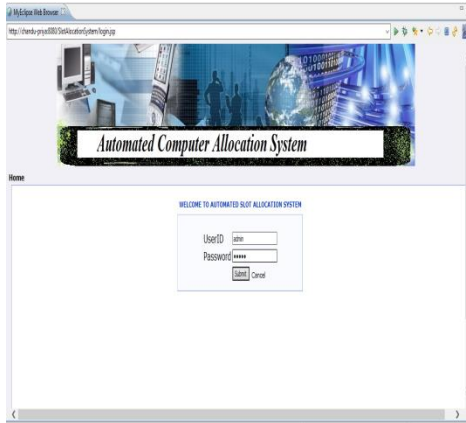 MyEclipse Web Browser
http://chandu-priya:8080/SlotAllocationSystem/login.jsp
Automated Computer Allocation System
Home
WELCOME TO AUTOMATED SLOT ALLOCATION SYSTEM
UserID admin
Password •••••
Submit Cancel